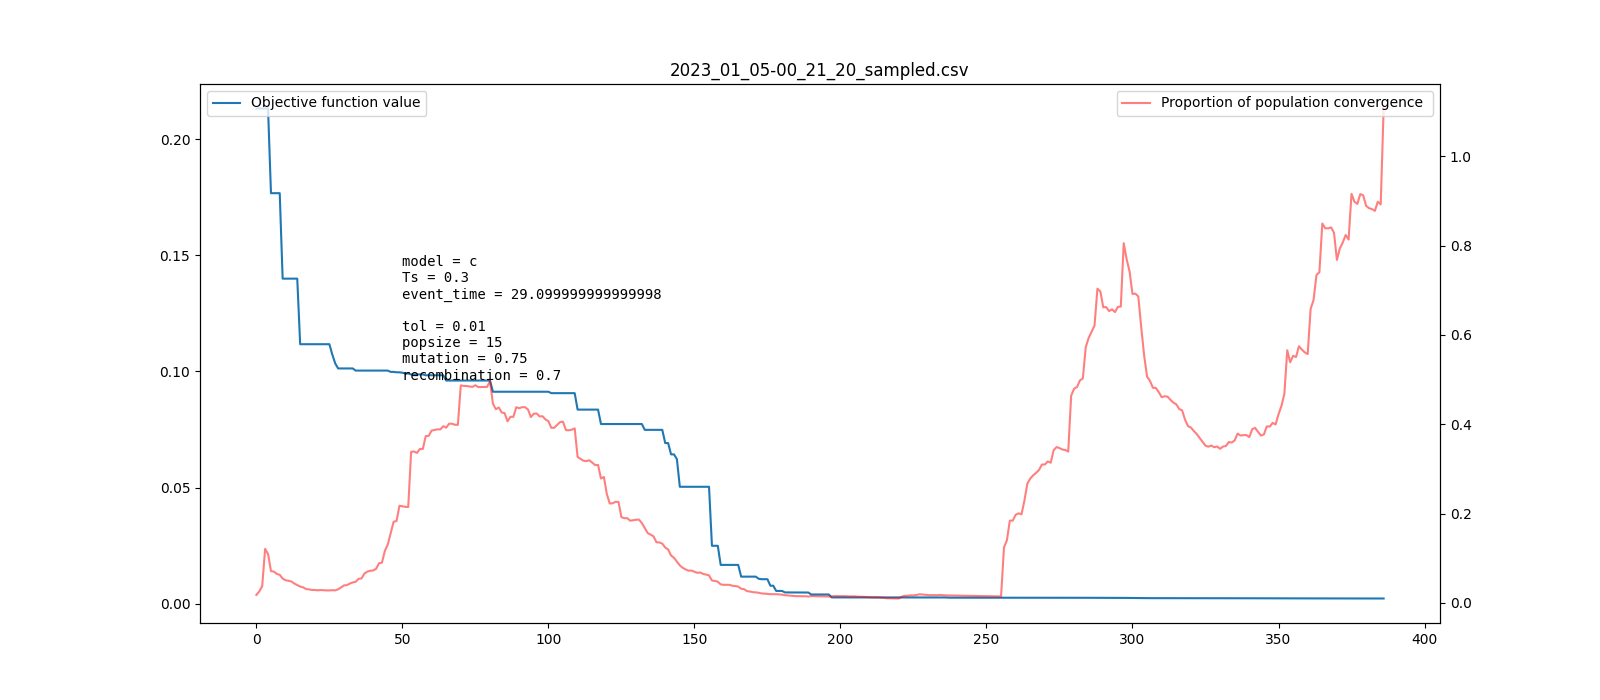 2023_01_05-00_21_20_sampled.csv
Objective function value
Proportion of population convergence
0.20
0.15
0.10
0.05
0.00
1.0
0.8
0.6
0.4
0.2
0.0
model = c
Ts = 0.3
event_time = 29.099999999999998
tol = 0.01
popsize = 15
mutation = 0.75
recombination = 0.7
0 50 100 150 200 250 300 350 400